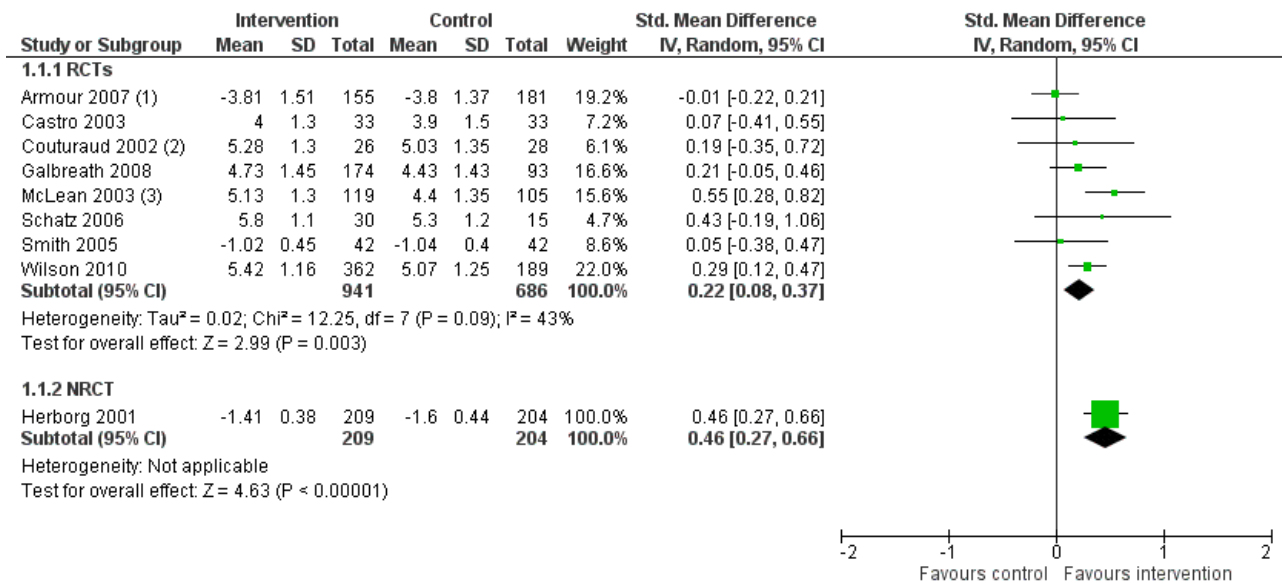 Intervention Control Std. Mean Difference Std. Mean Difference
Study or Subgroup Mean SD Total Mean SD Total Weight IV, Random, 95% CI IV, Random, 95% CI
1.1.1 RCTs
Armour 2007 (1) -3.81 1.51 155 -3.8 1.37 181 19.2% -0.01 [-0.22, 0.21]
Castro 2003 4 1.3 33 3.9 1.5 33 7.2% 0.07 [-0.41, 0.55]
Couturaud 2002 (2) 5.28 1.3 26 5.03 1.35 28 6.1% 0.19 [-0.35, 0.72]
Galbreath 2008 4.73 1.45 174 4.43 1.43 93 16.6% 0.21 [-0.05, 0.46]
McLean 2003 (3) 5.13 1.3 119 4.4 1.35 105 15.6% 0.55 [0.28, 0.82]
Schatz 2006 5.8 1.1 30 5.3 1.2 15 4.7% 0.43 [-0.19, 1.06]
Smith 2005 -1.02 0.45 42 -1.04 0.4 42 8.6% 0.05 [-0.38, 0.47]
Wilson 2010 5.42 1.16 362 5.07 1.25 189 22.0% 0.29 [0.12, 0.47]
Subtotal (95% CI) 941 686 100.0% 0.22 [0.08, 0.37]
Heterogeneity: Tau² = 0.02; Chi² = 12.25, df = 7 (P = 0.09); I² = 43%
Test for overall effect: Z = 2.99 (P = 0.003)
1.1.2 NRCT
Herborg 2001 -1.41 0.38 209 -1.6 0.44 204 100.0% 0.46 [0.27, 0.66]
Subtotal (95% CI) 209 204 100.0% 0.46 [0.27, 0.66]
Heterogeneity: Not applicable
Test for overall effect: Z = 4.63 (P < 0.00001)
-2 -1 0 1 2
Favours control Favours intervention